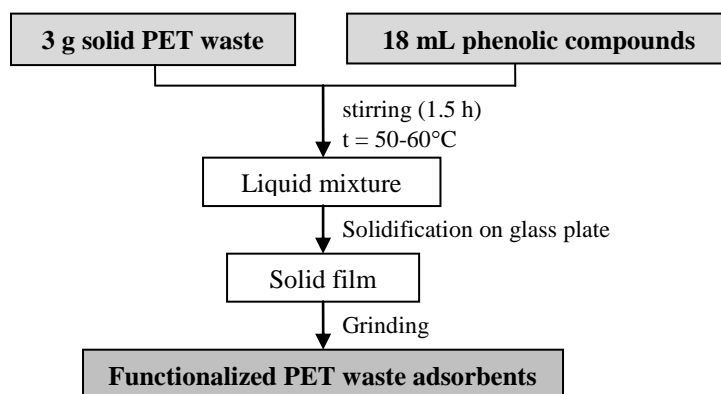 3 g solid PET waste
18 mL phenolic compounds
stirring (1.5 h)
t = 50-60°C
Liquid mixture
Solidification on glass plate
Solid film
Grinding
Functionalized PET waste adsorbents